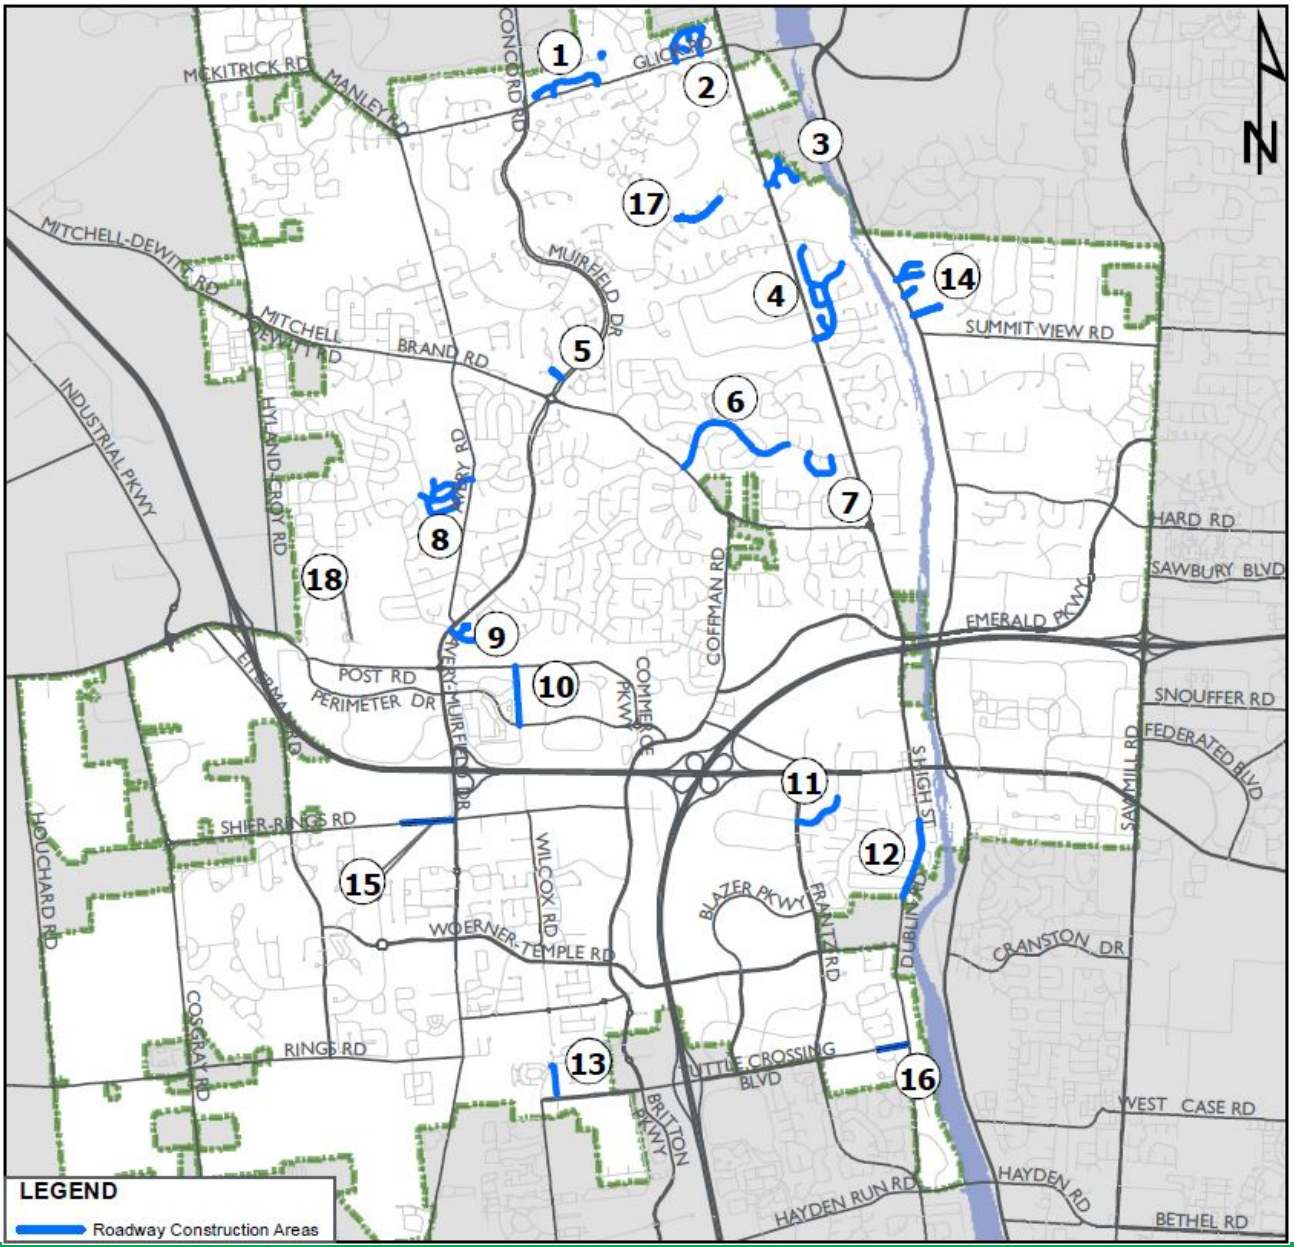 CONCORD RD
1
GLICK RD
2
MCKITRICK RD
MANLEY RD
3
N
17
MITCHELL-DEWITT RD
MUIRFIELD DR
4
14
MITCHELL
DEWITT RD
SUMMIT VIEW RD
BRAND RD
5
INDUSTRIAL PKWY
HYLAND-CROY RD
6
AVERY RD
7
8
HARD RD
COFFMAN RD
SAWBURY BLVD
18
EMERALD PKWY
9
POST RD
PERIMETER DR
10
COMMERCE
PKWY
EITERMAN RD
AVERY-MUIRFIELD DR
SNOUFFER RD
FEDERATED BLVD
SAWMILL RD
S HIGH ST
11
HOUCHARD RD
SHIER-RINGS RD
12
WILCOX RD
15
BLAZER PKWY
FRANTZ RD
DUBLIN RD
WOERNER-TEMPLE RD
CRANSTON DR
COSGRAY RD
RINGS RD
13
TUTTLE CROSSING
BLVD
16
BRITTON
PKWY
WEST CASE RD
HAYDEN RUN RD
HAYDEN RD
BETHEL RD
LEGEND
Roadway Construction Areas